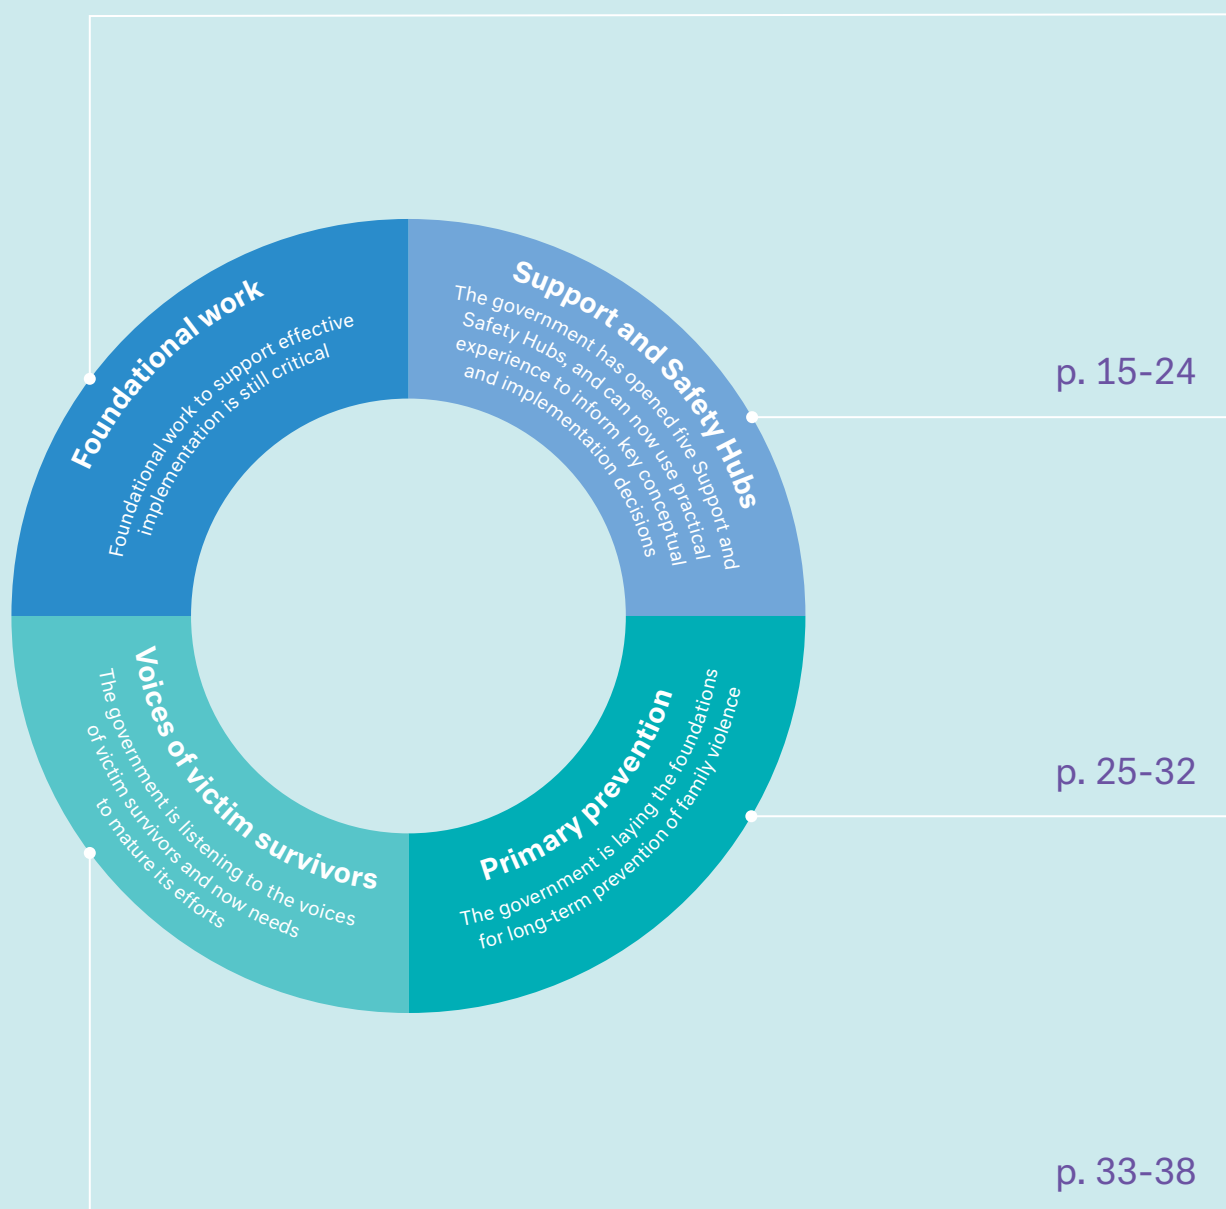 Foundational work
Foundational work to support effective
implementation is still critical
Support and Safety Hubs
The government has opened five Support and
Safety Hubs, and can now use practical
experience to inform key conceptual
and implementation decisions
p. 15-24
Voices of victim survivors
The government is listening to the voices
of victim survivors and now needs
to mature its efforts
Primary prevention
The government is laying the foundations
for long-term prevention of family violence
p. 25-32
p. 33-38